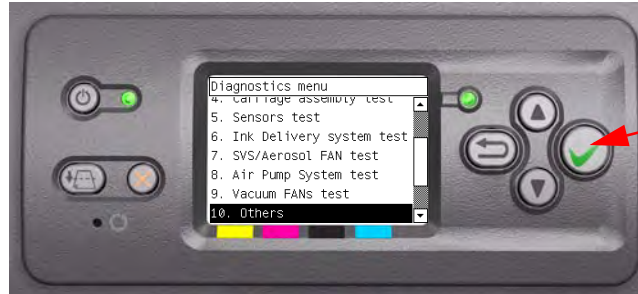 Diagnostics menu
4. Carriage assembly test
5. Sensors test
6. Ink Delivery system test
7. SVS/Aerosol FAN test
8. Air Pump System test
9. Vacuum FANs test
10. Others